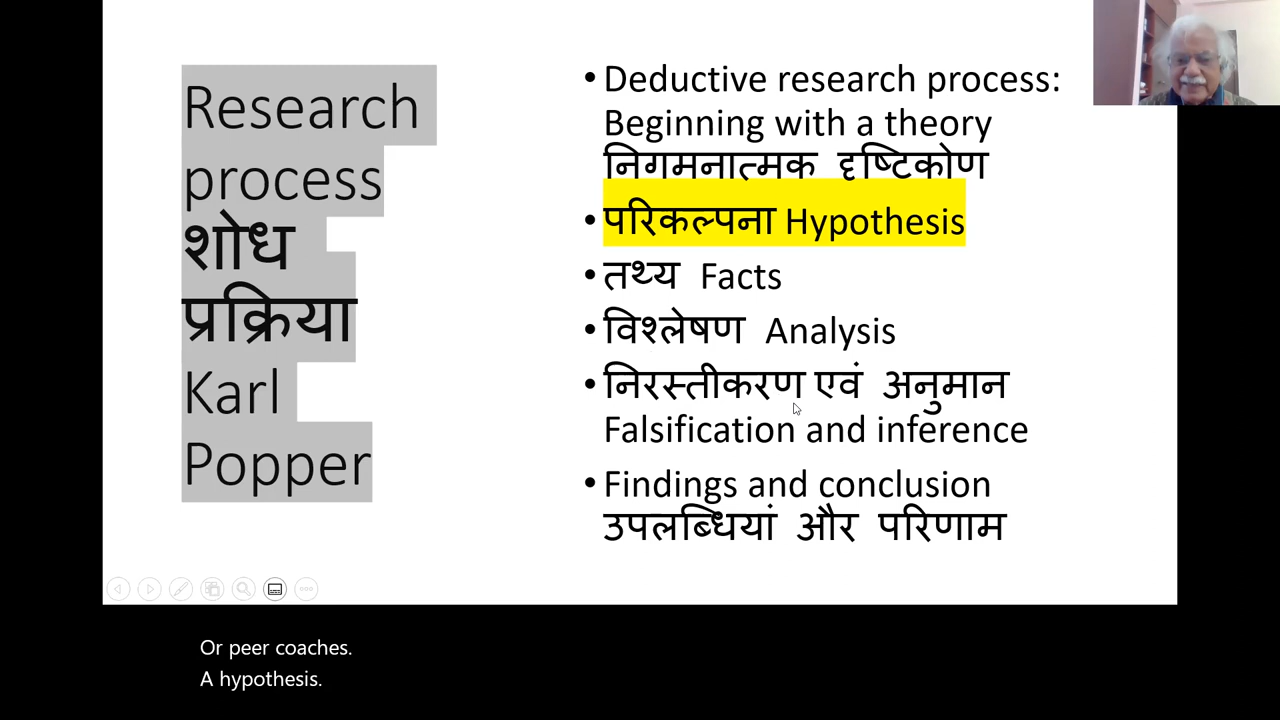 Research
process
शोध
प्रक्रिया
Karl
Popper
• Deductive research process:
Beginning with a theory
निगमनात्मक दृष्टिकोण
• परिकल्पना Hypothesis
• तथ्य Facts
• विश्लेषण Analysis
• निरस्तीकरण एवं अनुमान
Falsification and inference
• Findings and conclusion
उपलब्धियां और परिणाम
Or peer coaches.
A hypothesis.